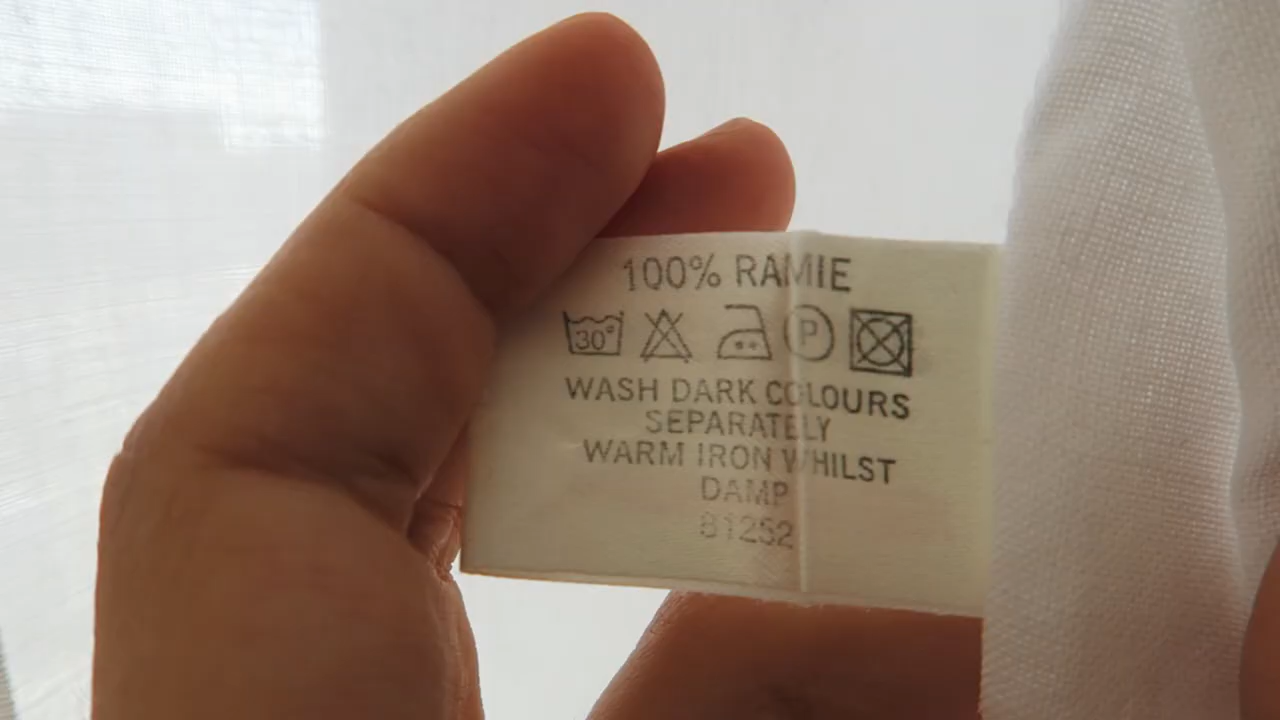 100% RAMIE
30° P
WASH DARK COLOURS
SEPARATELY
WARM IRON WHILST
DAMP
81252